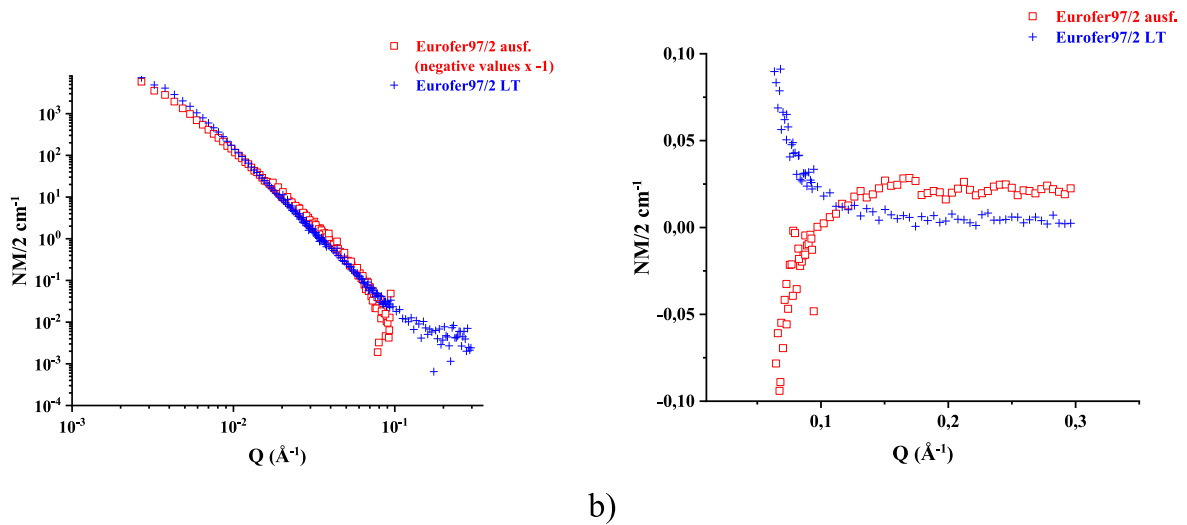 Eurofer97/2 ausf.
(negative values x -1)
Eurofer97/2 LT
NM/2 cm⁻¹
10³
10²
10¹
10⁰
10⁻¹
10⁻²
10⁻³
10⁻⁴
10⁻³
10⁻²
10⁻¹
Q (Å⁻¹)
Eurofer97/2 ausf.
Eurofer97/2 LT
NM/2 cm⁻¹
0,10
0,05
0,00
-0,05
-0,10
0,1
0,2
0,3
Q (Å⁻¹)
b)